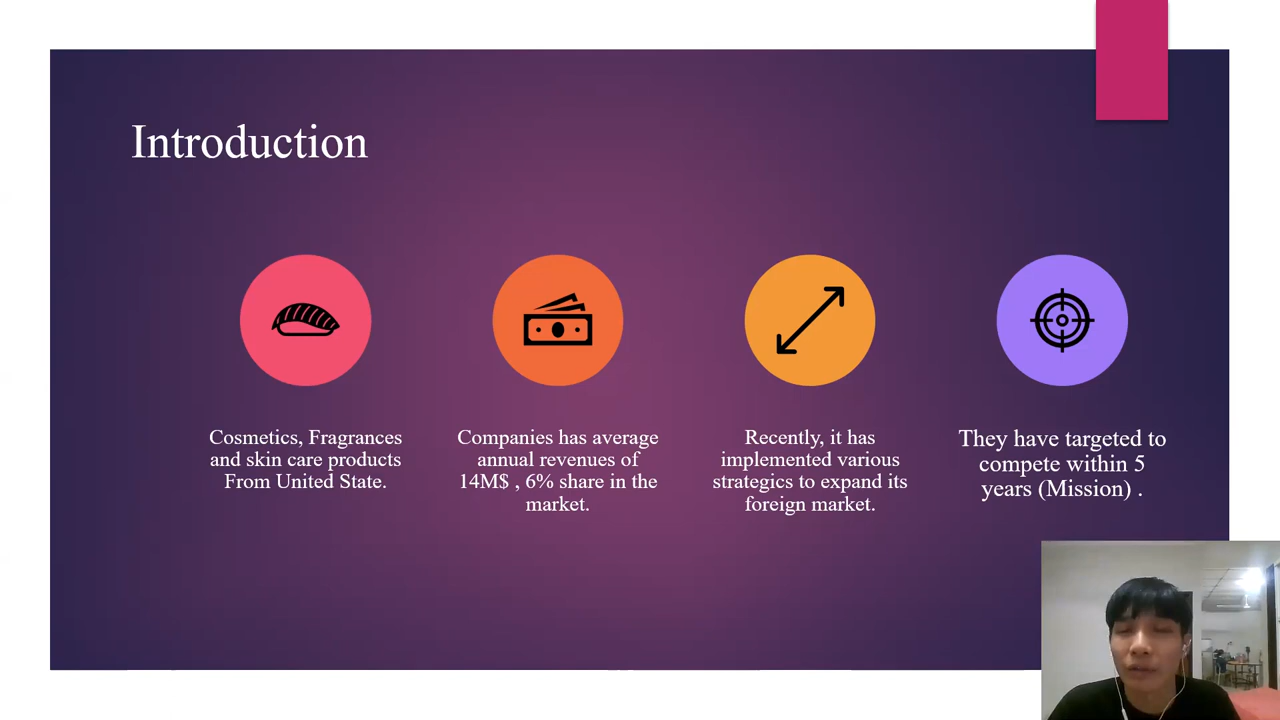 Introduction
Cosmetics, Fragrances
and skin care products
From United State.
Companies has average
annual revenues of
14M$ , 6% share in the
market.
Recently, it has
implemented various
strategics to expand its
foreign market.
They have targeted to
compete within 5
years (Mission) .